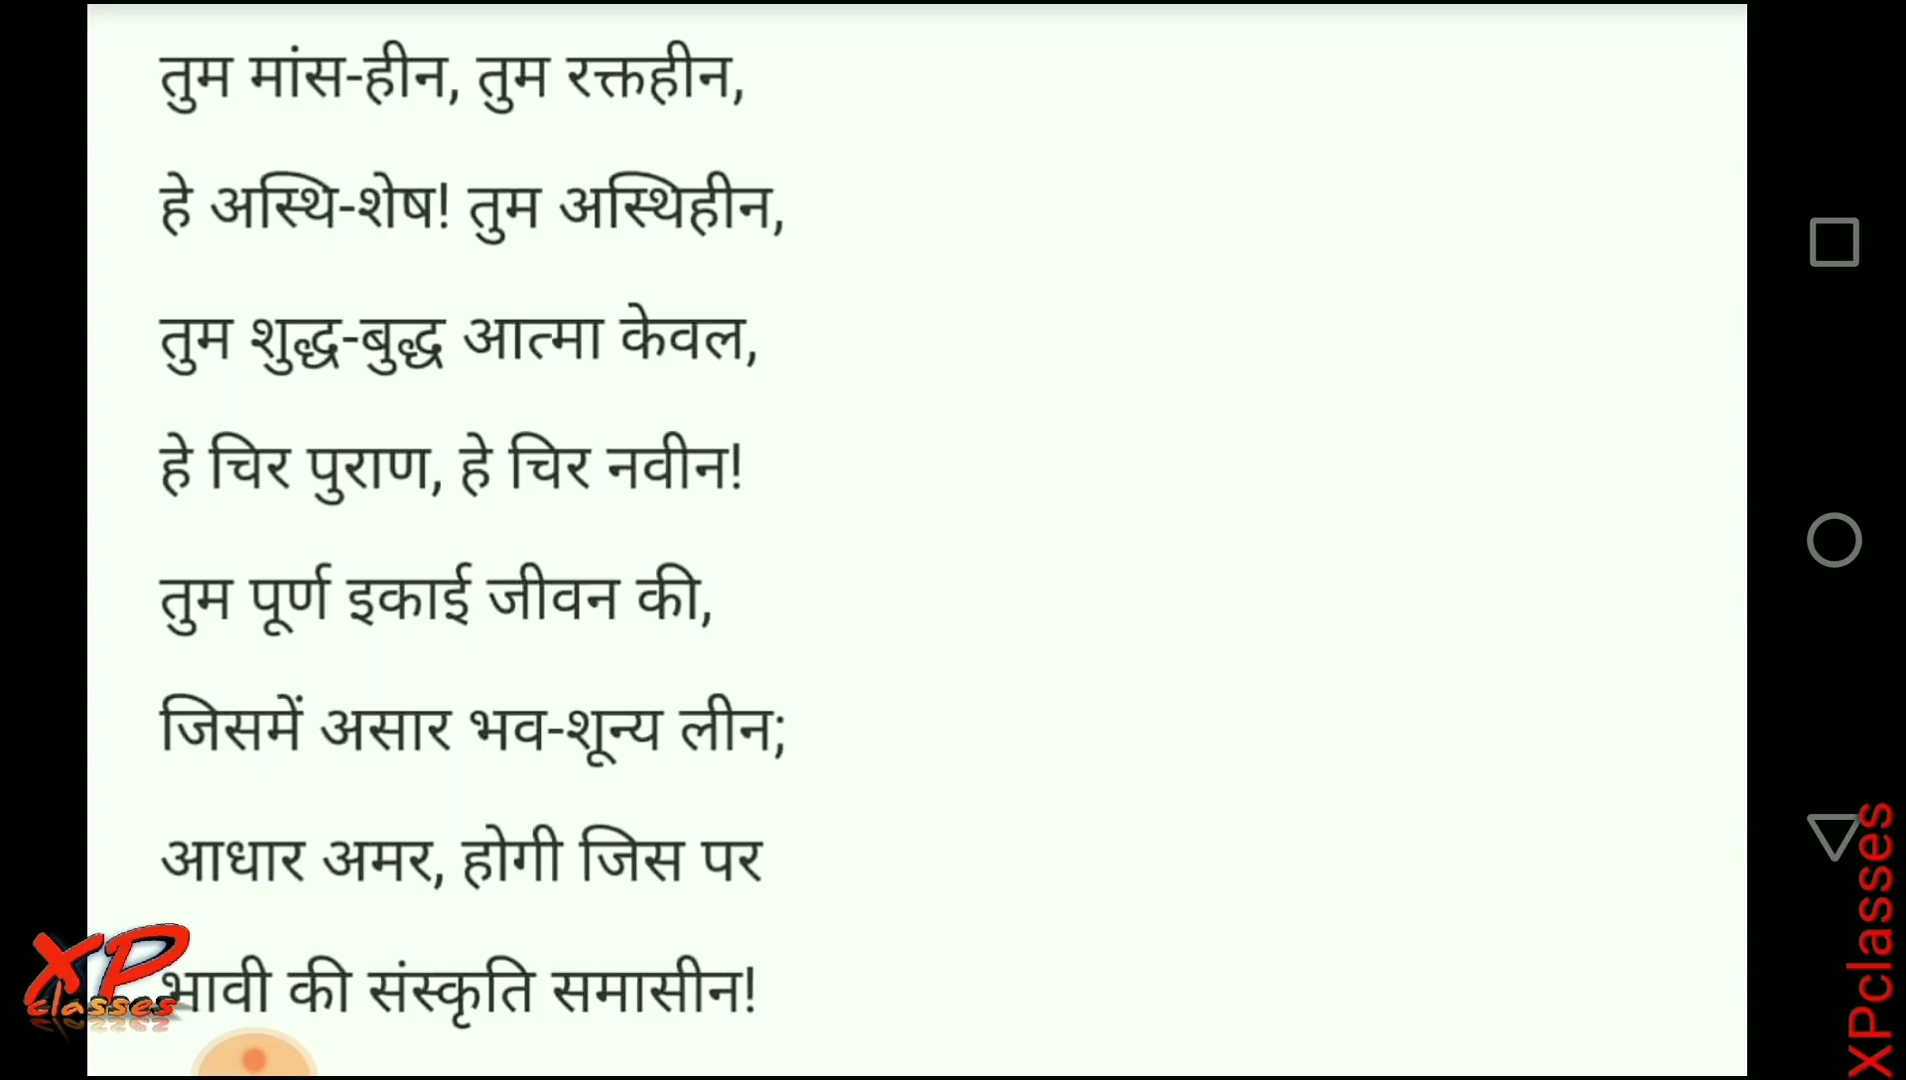 तुम मांस-हीन, तुम रक्तहीन,
हे अस्थि-शेष! तुम अस्थिहीन,
तुम शुद्ध-बुद्ध आत्मा केवल,
हे चिर पुराण, हे चिर नवीन!
तुम पूर्ण इकाई जीवन की,
जिसमें असार भव-शून्य लीन;
आधार अमर, होगी जिस पर
भावी की संस्कृति समासीन!
XP
classes
XPclasses